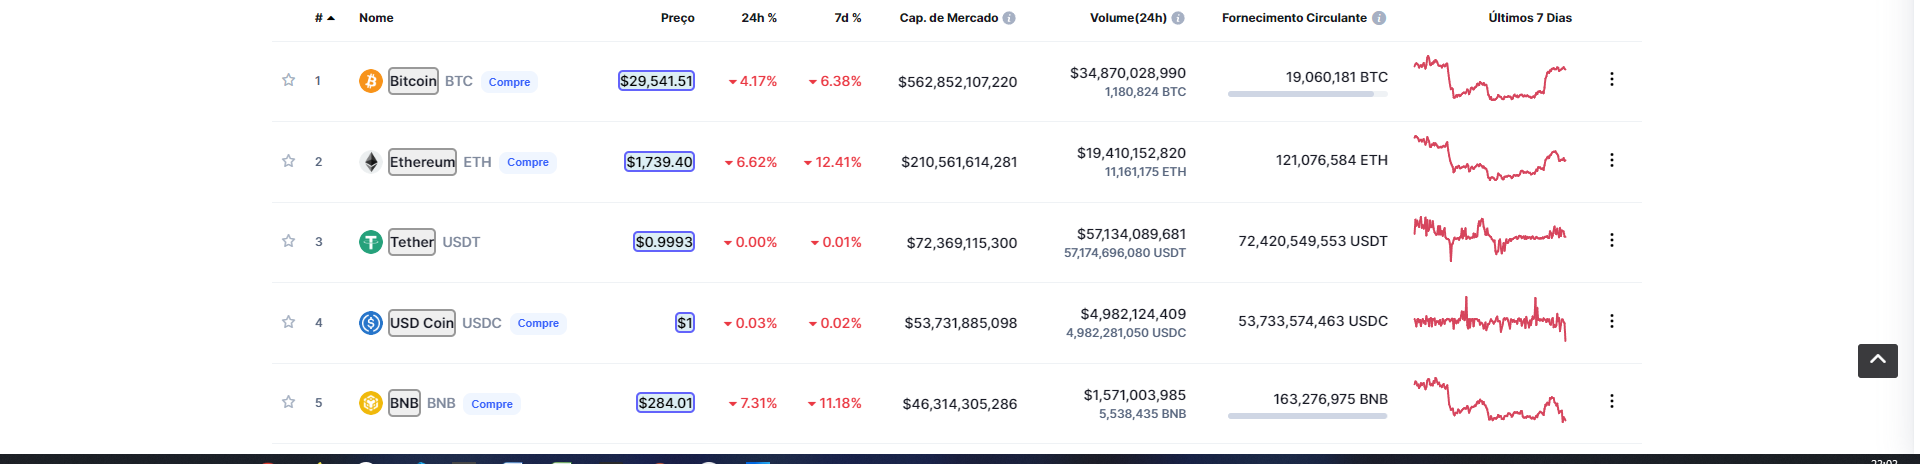 # Nome Preço 24h % 7d % Cap. de Mercado Volume(24h) Fornecimento Circulante Últimos 7 Dias
1 Bitcoin BTC Compre $29,541.51 4.17% 6.38% $562,852,107,220 $34,870,028,990 19,060,181 BTC
1,180,824 BTC
2 Ethereum ETH Compre $1,739.40 6.62% 12.41% $210,561,614,281 $19,410,152,820 121,076,584 ETH
11,161,175 ETH
3 Tether USDT $0.9993 0.00% 0.01% $72,369,115,300 $57,134,089,681 72,420,549,553 USDT
57,174,696,080 USDT
4 USD Coin USDC Compre $1 0.03% 0.02% $53,731,885,098 $4,982,124,409 53,733,574,463 USDC
4,982,281,050 USDC
5 BNB BNB Compre $284.01 7.31% 11.18% $46,314,305,286 $1,571,003,985 163,276,975 BNB
5,538,435 BNB